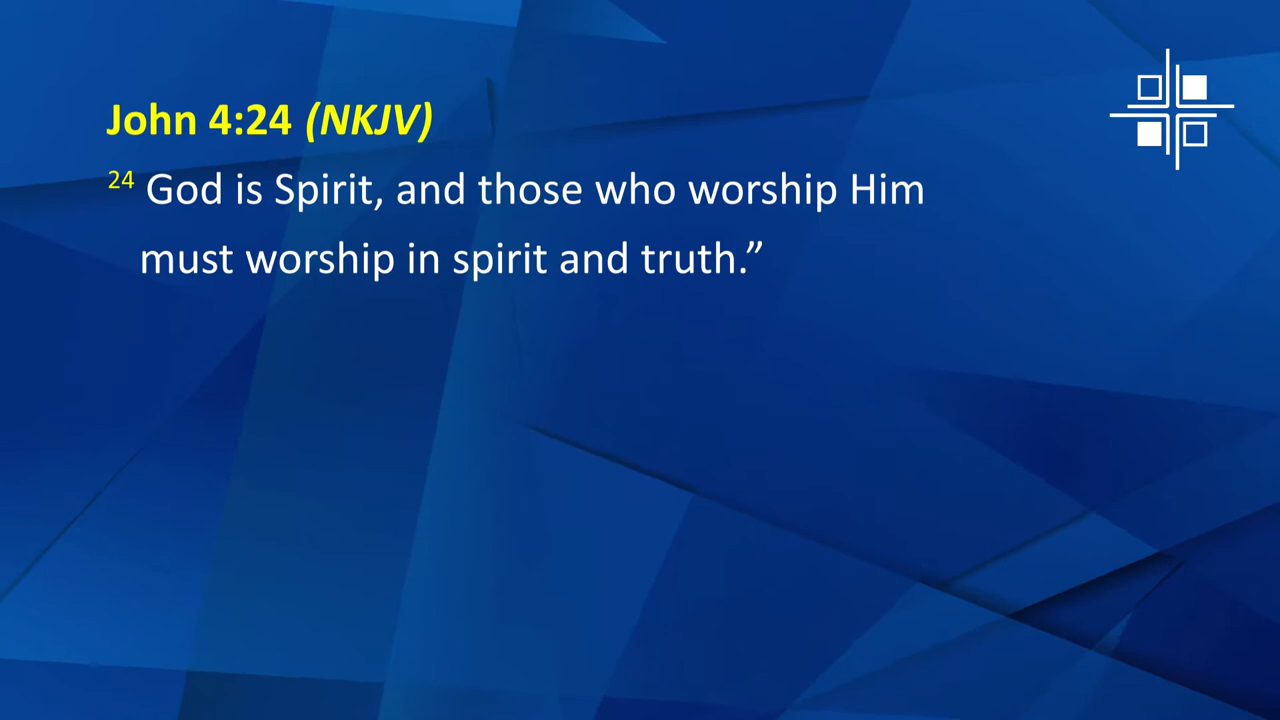 John 4:24 (NKJV)
24 God is Spirit, and those who worship Him
must worship in spirit and truth.”